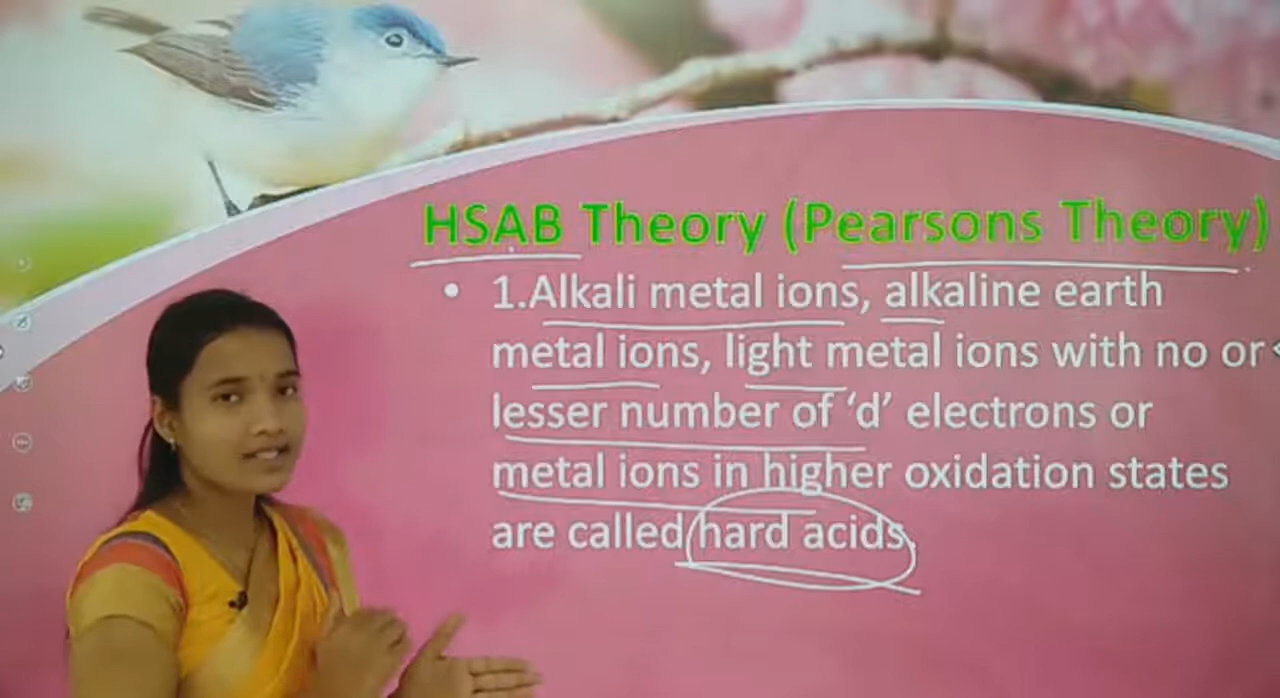 HSAB Theory (Pearsons Theory)
• 1.Alkali metal ions, alkaline earth
metal ions, light metal ions with no or
lesser number of ‘d’ electrons or
metal ions in higher oxidation states
are called hard acids.